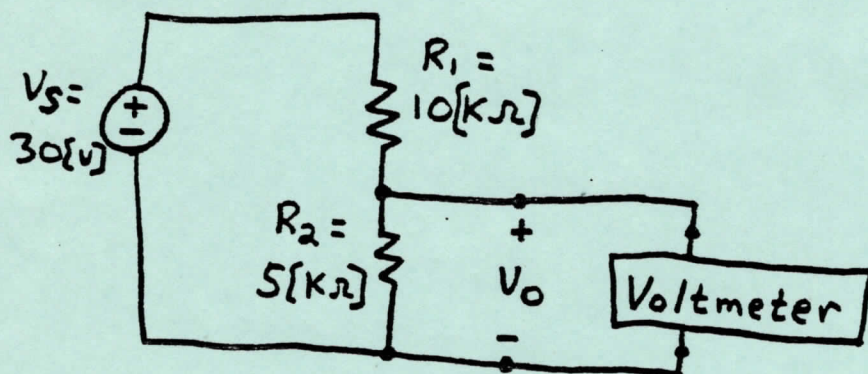 R₁ =
10[KΩ]
Vs=
30[V]
+
−
R₂ =
5[KΩ]
+
Vo
−
Voltmeter